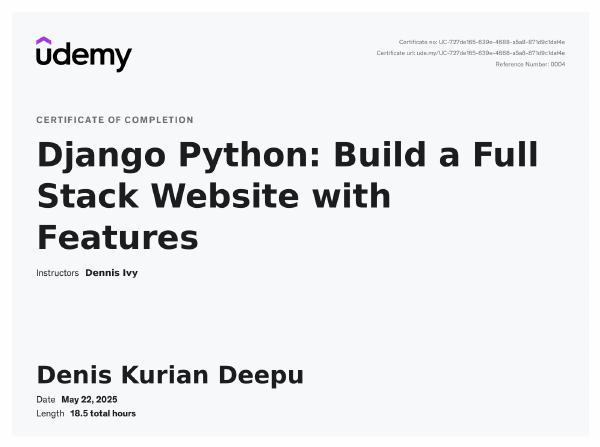 udemy
Certificate no: UC-727de165-639e-4688-a5a8-871d9c1daf4e
Certificate url: ude.my/UC-727de165-639e-4688-a5a8-871d9c1daf4e
Reference Number: 0004
CERTIFICATE OF COMPLETION
Django Python: Build a Full
Stack Website with
Features
Instructors Dennis Ivy
Denis Kurian Deepu
Date May 22, 2025
Length 18.5 total hours